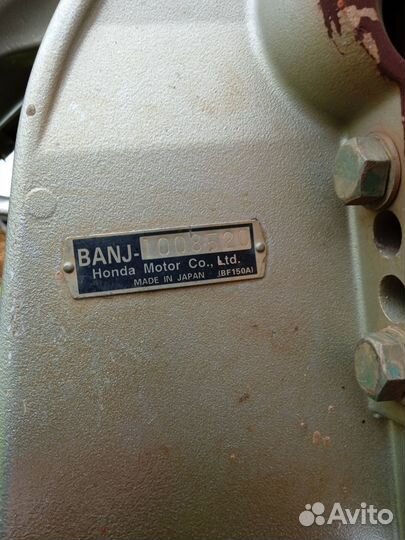 BANJ-
Honda Motor Co., Ltd.
MADE IN JAPAN (BF150A)
Avito